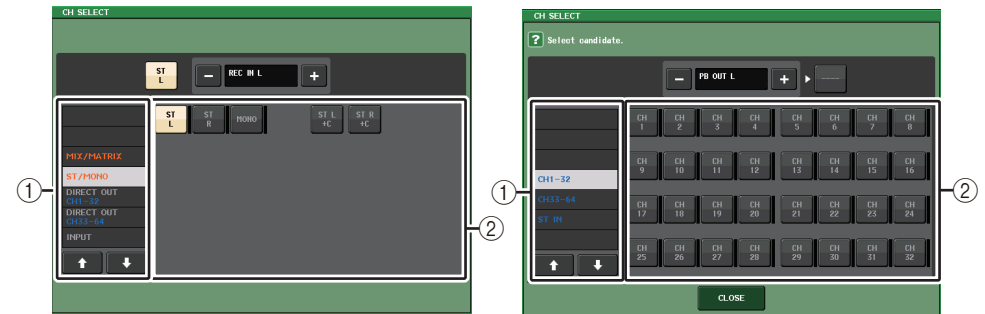 CH SELECT
ST L
−
REC IN L
+
ST L
ST R
MONO
ST L +C
ST R +C
MIX/MATRIX
ST/MONO
DIRECT OUT CH1-32
DIRECT OUT CH33-64
INPUT
①
②
CH SELECT
? Select candidate.
−
PB OUT L
+
----
CH1-32
CH33-64
ST IN
CH 1
CH 2
CH 3
CH 4
CH 5
CH 6
CH 7
CH 8
CH 9
CH 10
CH 11
CH 12
CH 13
CH 14
CH 15
CH 16
CH 17
CH 18
CH 19
CH 20
CH 21
CH 22
CH 23
CH 24
CH 25
CH 26
CH 27
CH 28
CH 29
CH 30
CH 31
CH 32
①
②
CLOSE